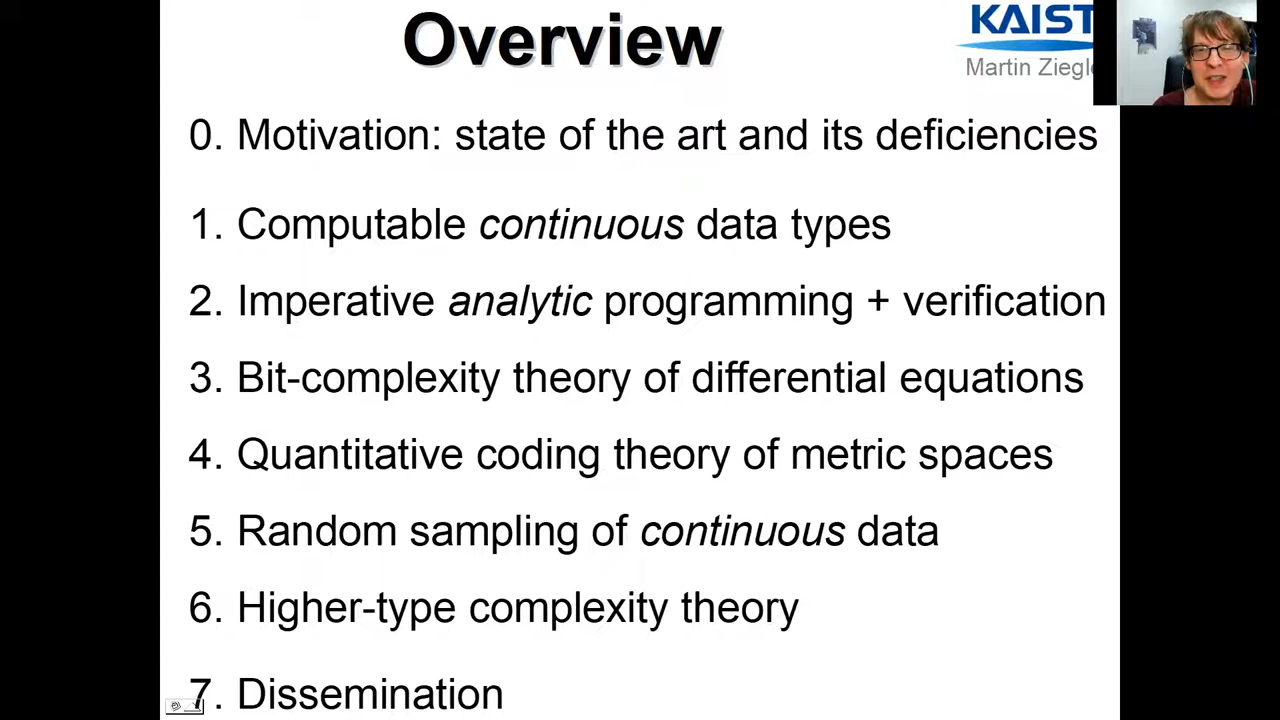 Overview
KAIST
Martin Ziegle
0. Motivation: state of the art and its deficiencies
1. Computable continuous data types
2. Imperative analytic programming + verification
3. Bit-complexity theory of differential equations
4. Quantitative coding theory of metric spaces
5. Random sampling of continuous data
6. Higher-type complexity theory
7. Dissemination